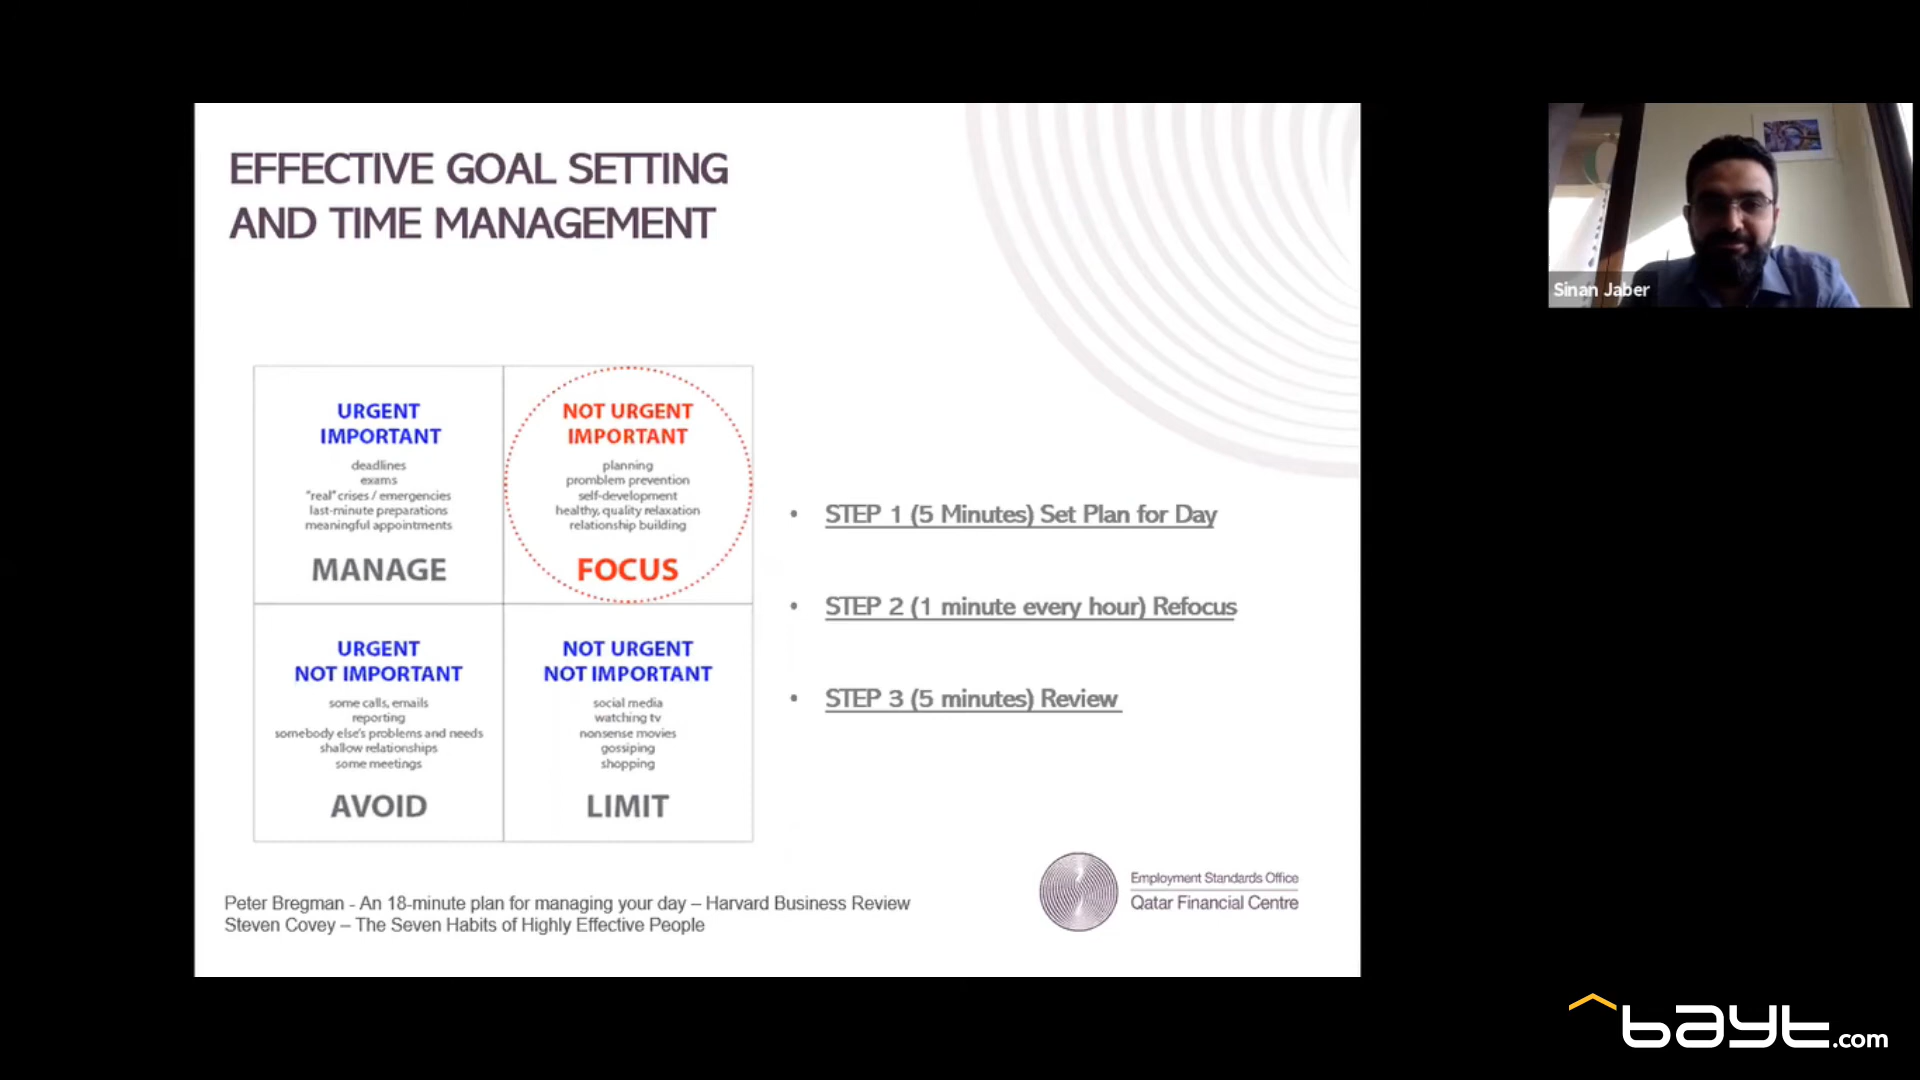 EFFECTIVE GOAL SETTING
AND TIME MANAGEMENT
URGENT
IMPORTANT
deadlines
exams
"real" crises / emergencies
last-minute preparations
meaningful appointments
MANAGE
NOT URGENT
IMPORTANT
planning
promblem prevention
self-development
healthy, quality relaxation
relationship building
FOCUS
URGENT
NOT IMPORTANT
some calls, emails
reporting
somebody else's problems and needs
shallow relationships
some meetings
AVOID
NOT URGENT
NOT IMPORTANT
social media
watching tv
nonsense movies
gossiping
shopping
LIMIT
• STEP 1 (5 Minutes) Set Plan for Day
• STEP 2 (1 minute every hour) Refocus
• STEP 3 (5 minutes) Review
Peter Bregman - An 18-minute plan for managing your day – Harvard Business Review
Steven Covey – The Seven Habits of Highly Effective People
Employment Standards Office
Qatar Financial Centre
Sinan Jaber
bayt.com